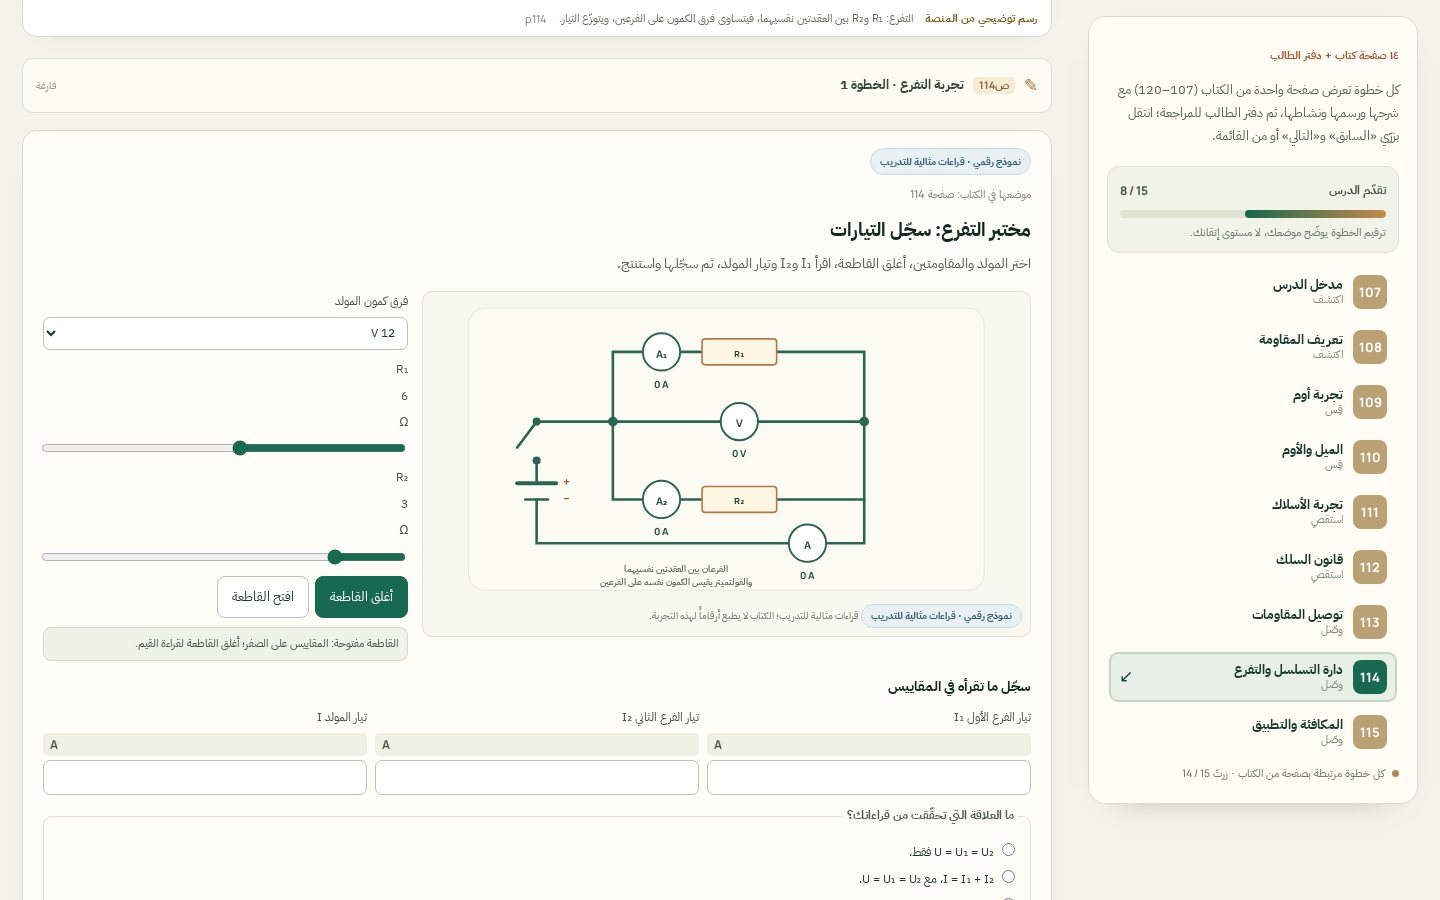 ١٤ صفحة كتاب + دفتر الطالب
كل خطوة تعرض صفحة واحدة من الكتاب (107–120) مع
شرحها ورسمها ونشاطها، ثم دفتر الطالب للمراجعة؛ انتقل
بزرّي «السابق» و«التالي» أو من القائمة.
تقدّم الدرس
8 / 15
ترقيم الخطوة يوضّح موضعك، لا مستوى إتقانك.
107
مدخل الدرس
اكتشف
108
تعريف المقاومة
اكتشف
109
تجربة أوم
قِس
110
الميل والأوم
قِس
111
تجربة الأسلاك
استقصِ
112
قانون السلك
استقصِ
113
توصيل المقاومات
وصّل
114
دارة التسلسل والتفرع
وصّل
↙
115
المكافئة والتطبيق
وصّل
كل خطوة مرتبطة بصفحة من الكتاب · زرتَ 15 / 14
رسم توضيحي من المنصة
التفرع: R₁ وR₂ بين العقدتين نفسيهما، فيتساوى فرق الكمون على الفرعين، ويتوزّع التيار.
p114
✎
ص114
تجربة التفرع · الخطوة 1
فارغة
نموذج رقمي · قراءات مثالية للتدريب
موضعها في الكتاب: صفحة 114
مختبر التفرع: سجّل التيارات
اختر المولد والمقاومتين، أغلق القاطعة، اقرأ I₁ وI₂ وتيار المولد، ثم سجّلها واستنتج.
A₁
0 A
R₁
V
0 V
+
−
A₂
0 A
R₂
A
0 A
الفرعان بين العقدتين نفسيهما
والفولتميتر يقيس الكمون نفسه على الفرعين
نموذج رقمي · قراءات مثالية للتدريب
قراءات مثالية للتدريب؛ الكتاب لا يطبع أرقاماً لهذه التجربة.
فرق كمون المولد
12 V
R₁
6
Ω
R₂
3
Ω
أغلق القاطعة
افتح القاطعة
القاطعة مفتوحة: المقاييس على الصفر؛ أغلق القاطعة لقراءة القيم.
سجّل ما تقرأه في المقاييس
تيار الفرع الأول I₁
A
تيار الفرع الثاني I₂
A
تيار المولد I
A
ما العلاقة التي تحقّقت من قراءاتك؟
U = U₁ = U₂ فقط.
I = I₁ + I₂، مع U = U₁ = U₂.